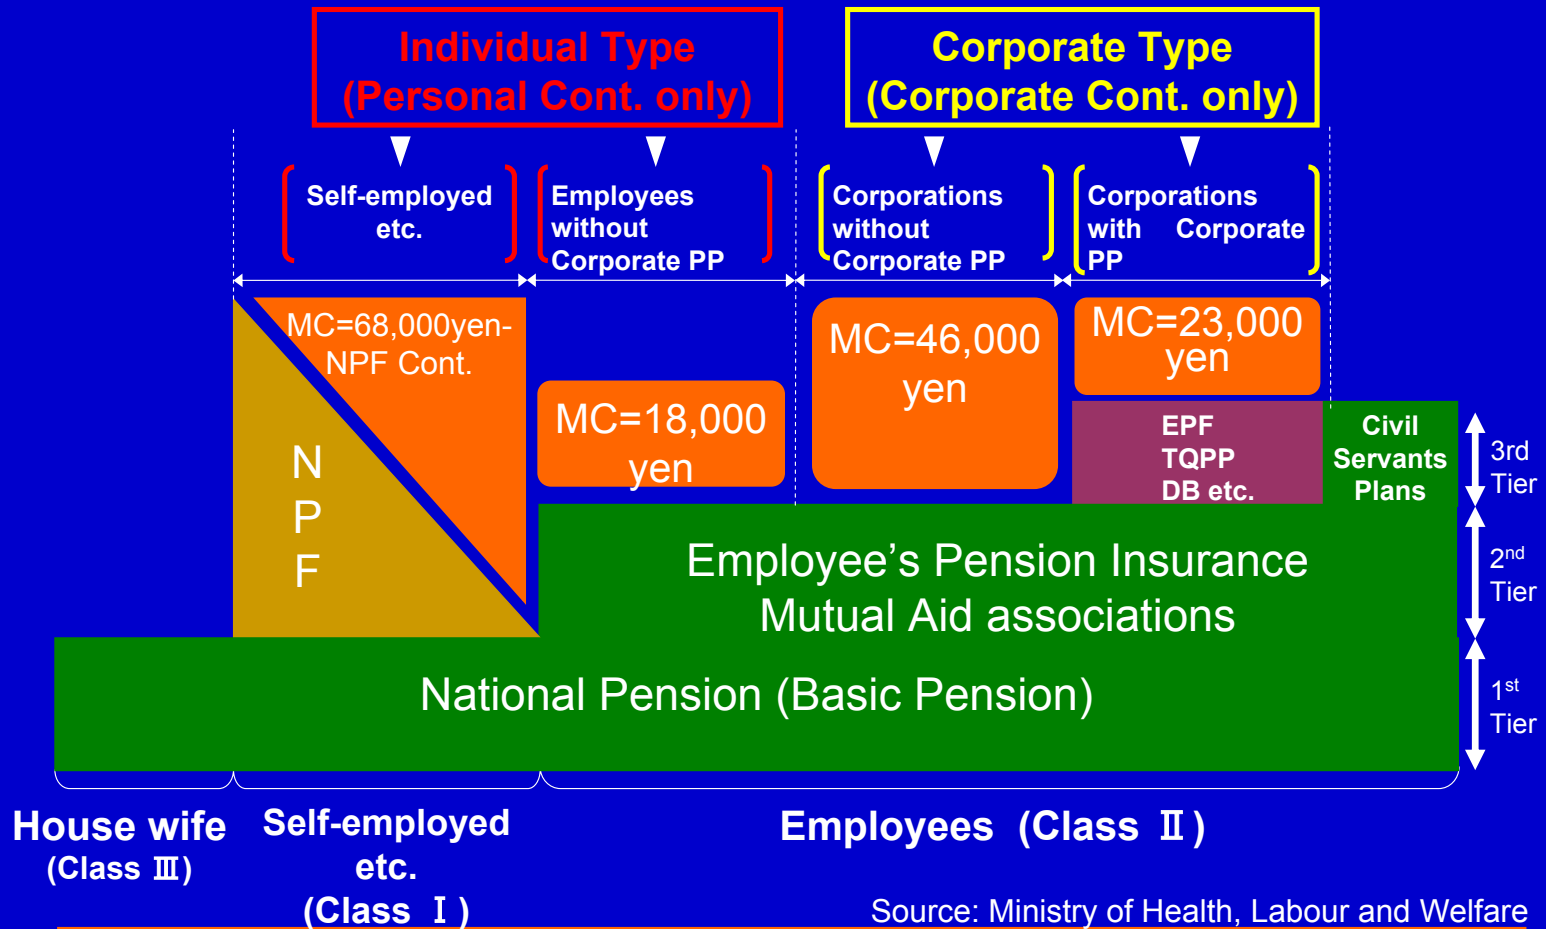 Individual Type
(Personal Cont. only)
Corporate Type
(Corporate Cont. only)
Self-employed
etc.
Employees
without
Corporate PP
Corporations
without
Corporate PP
Corporations
with Corporate
PP
MC=68,000yen-
NPF Cont.
MC=18,000
yen
MC=46,000
yen
MC=23,000
yen
N
P
F
EPF
TQPP
DB etc.
Civil
Servants
Plans
3rd
Tier
Employee’s Pension Insurance
Mutual Aid associations
2nd
Tier
National Pension (Basic Pension)
1st
Tier
House wife
(Class Ⅲ)
Self-employed
etc.
(Class Ⅰ)
Employees (Class Ⅱ)
Source: Ministry of Health, Labour and Welfare